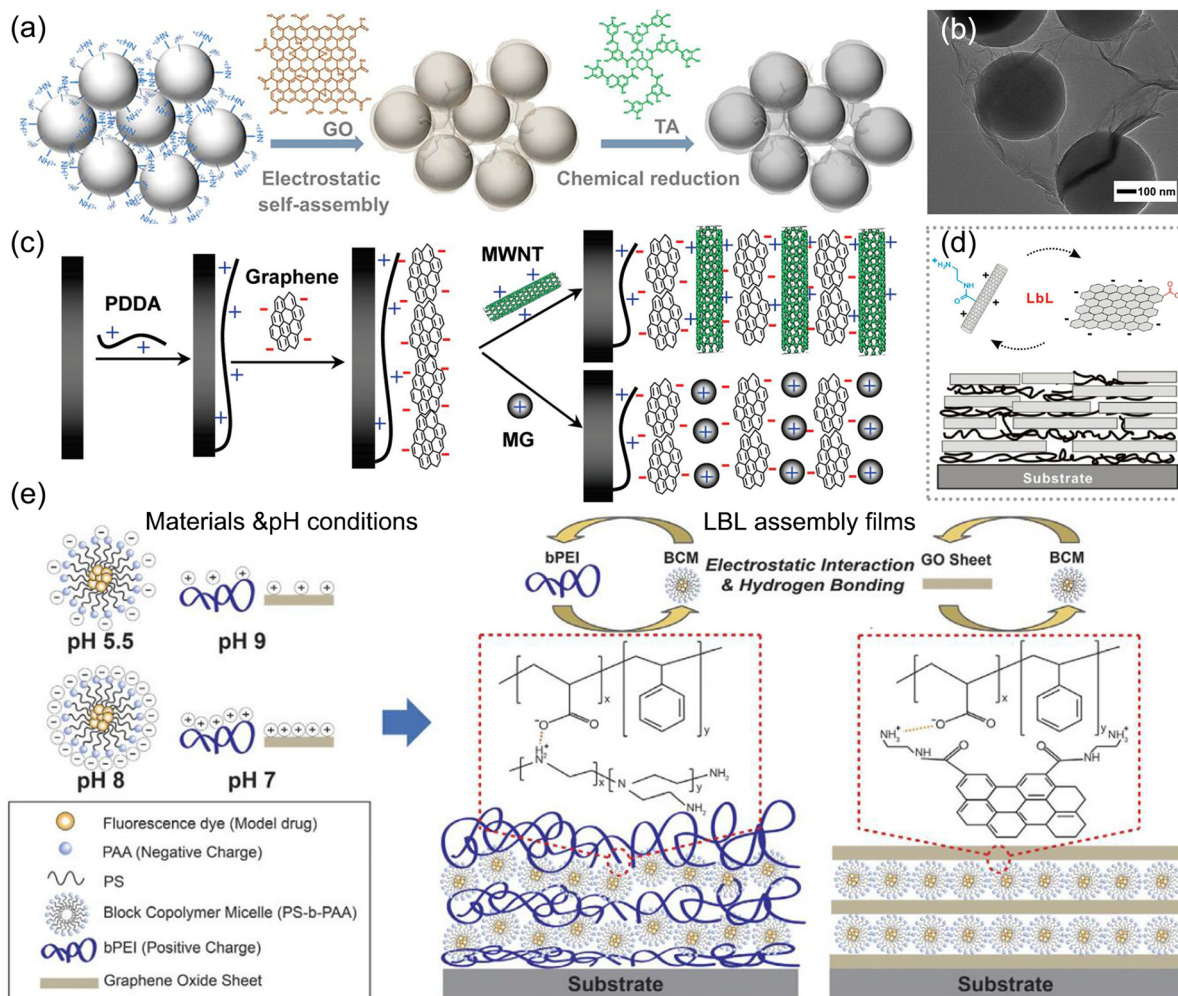 (a)
GO
Electrostatic
self-assembly
TA
Chemical reduction
(b)
100 nm
(c)
PDDA
Graphene
MWNT
MG
(d)
LbL
Substrate
(e)
Materials &pH conditions
pH 5.5
pH 9
pH 8
pH 7
Fluorescence dye (Model drug)
PAA (Negative Charge)
PS
Block Copolymer Micelle (PS-b-PAA)
bPEI (Positive Charge)
Graphene Oxide Sheet
LBL assembly films
bPEI
BCM
Electrostatic Interaction
& Hydrogen Bonding
GO Sheet
BCM
Substrate
Substrate